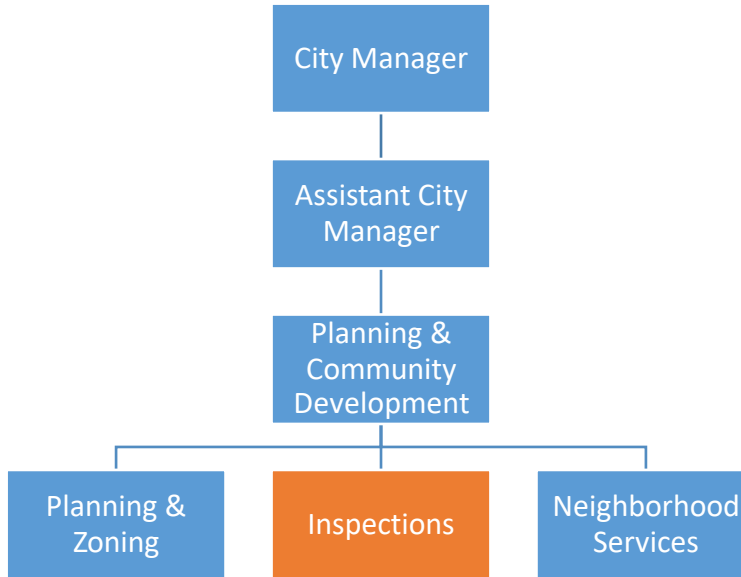 City Manager
Assistant City
Manager
Planning &
Community
Development
Planning &
Zoning
Inspections
Neighborhood
Services